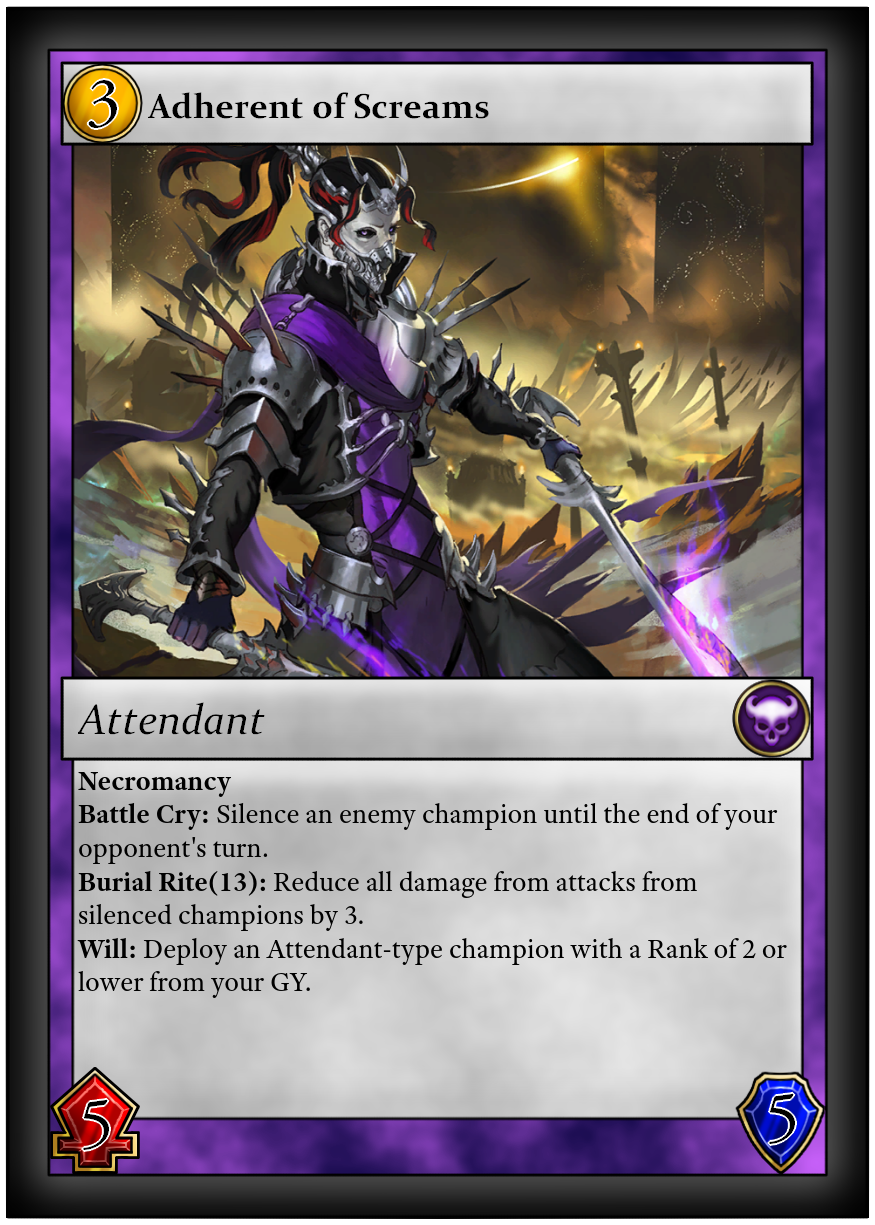 3
Adherent of Screams
Attendant
Necromancy
Battle Cry: Silence an enemy champion until the end of your
opponent's turn.
Burial Rite(13): Reduce all damage from attacks from
silenced champions by 3.
Will: Deploy an Attendant-type champion with a Rank of 2 or
lower from your GY.
5
5